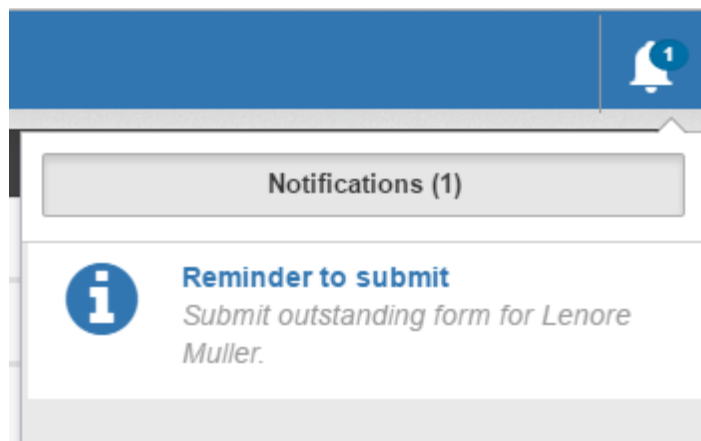 1
Notifications (1)
Reminder to submit
Submit outstanding form for Lenore
Muller.